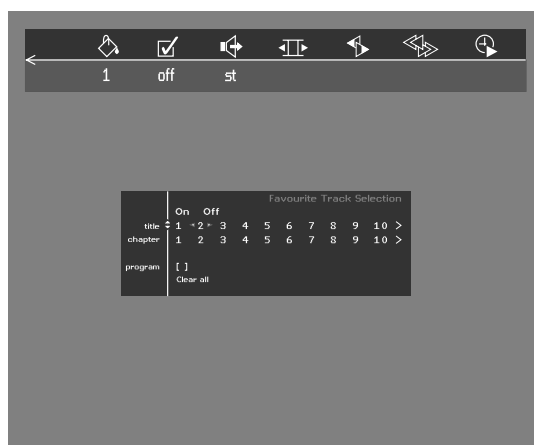 1 off st
Favourite Track Selection
On Off
title 1 2 3 4 5 6 7 8 9 10 >
chapter 1 2 3 4 5 6 7 8 9 10 >
program [ ]
Clear all